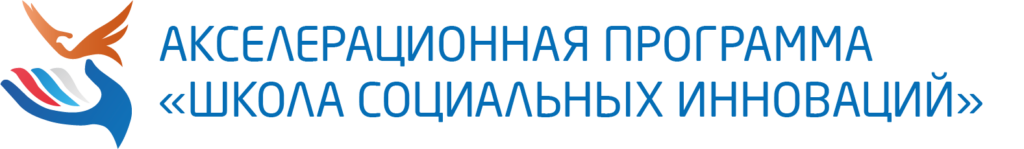 АКСЕЛЕРАЦИОННАЯ ПРОГРАММА
«ШКОЛА СОЦИАЛЬНЫХ ИННОВАЦИЙ»